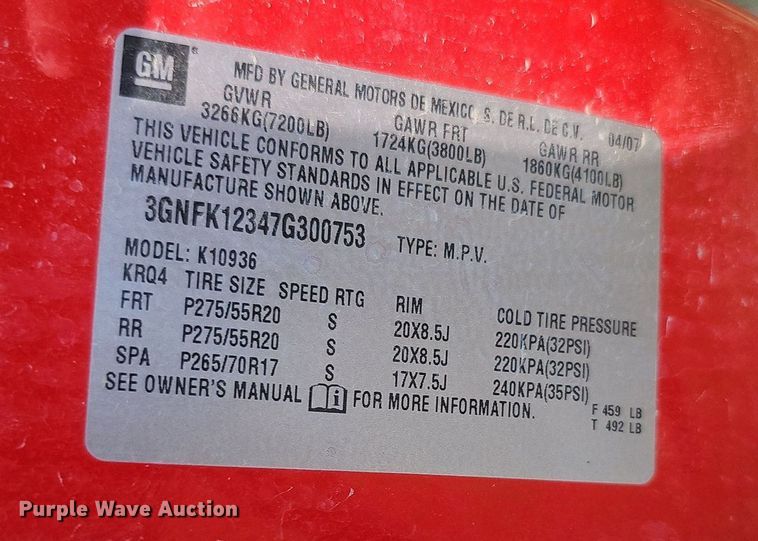 GM ®
MFD BY GENERAL MOTORS DE MEXICO, S. DE R.L. DE C.V. 04/07
GVWR GAWR FRT GAWR RR
3266KG(7200LB) 1724KG(3800LB) 1860KG(4100LB)
THIS VEHICLE CONFORMS TO ALL APPLICABLE U.S. FEDERAL MOTOR
VEHICLE SAFETY STANDARDS IN EFFECT ON THE DATE OF
MANUFACTURE SHOWN ABOVE.
3GNFK12347G300753 TYPE: M.P.V.
MODEL: K10936
KRQ4 TIRE SIZE SPEED RTG RIM COLD TIRE PRESSURE
FRT P275/55R20 S 20X8.5J 220KPA(32PSI)
RR P275/55R20 S 20X8.5J 220KPA(32PSI)
SPA P265/70R17 S 17X7.5J 240KPA(35PSI)
SEE OWNER'S MANUAL i FOR MORE INFORMATION. F 459 LB
T 492 LB
Purple Wave Auction